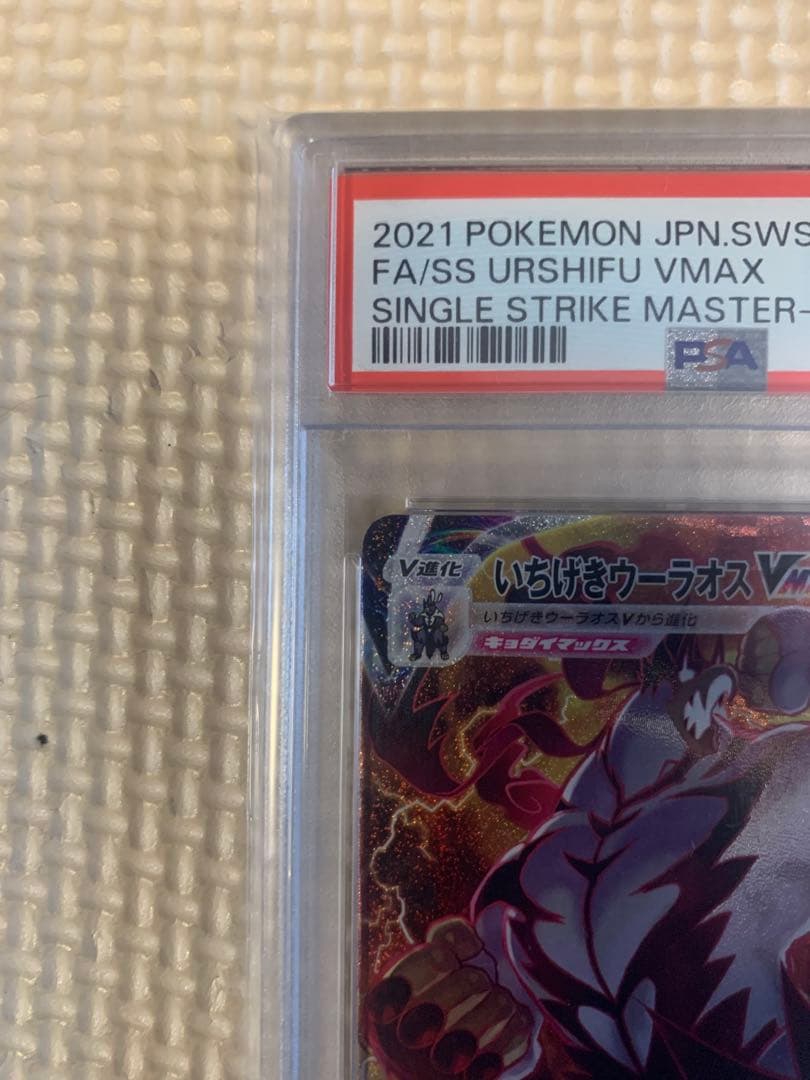 2021 POKEMON JPN.SWS
FA/SS URSHIFU VMAX
SINGLE STRIKE MASTER-
PSA
V進化
いちげきウーラオス VM
いちげきウーラオスVから進化
キョダイマックス